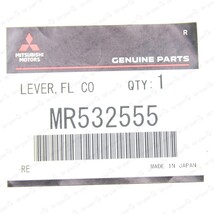 R
MITSUBISHI
MOTORS
GENUINE PARTS
LEVER,FL CO QTY:1
MR532555
RE MADE IN JAPAN